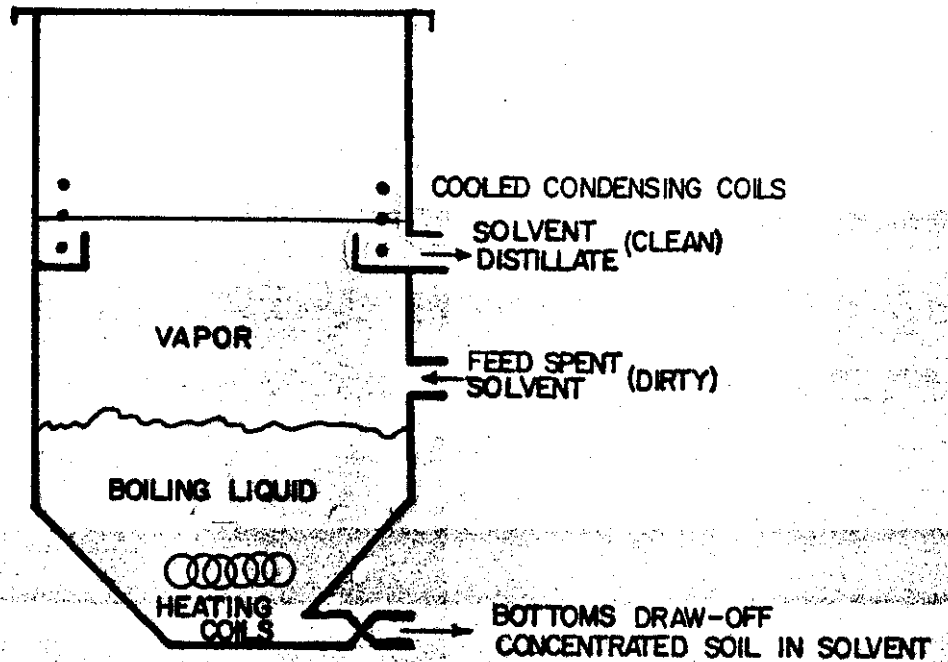 COOLED CONDENSING COILS
SOLVENT (CLEAN)
DISTILLATE
VAPOR
FEED SPENT (DIRTY)
SOLVENT
BOILING LIQUID
HEATING
COILS
BOTTOMS DRAW-OFF
CONCENTRATED SOIL IN SOLVENT